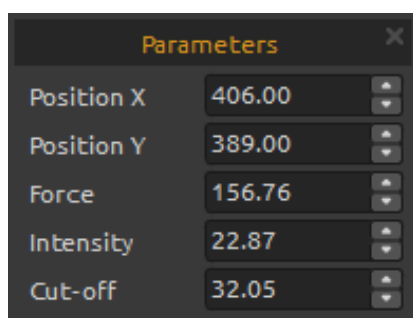 Parameters
Position X 406.00
Position Y 389.00
Force 156.76
Intensity 22.87
Cut-off 32.05